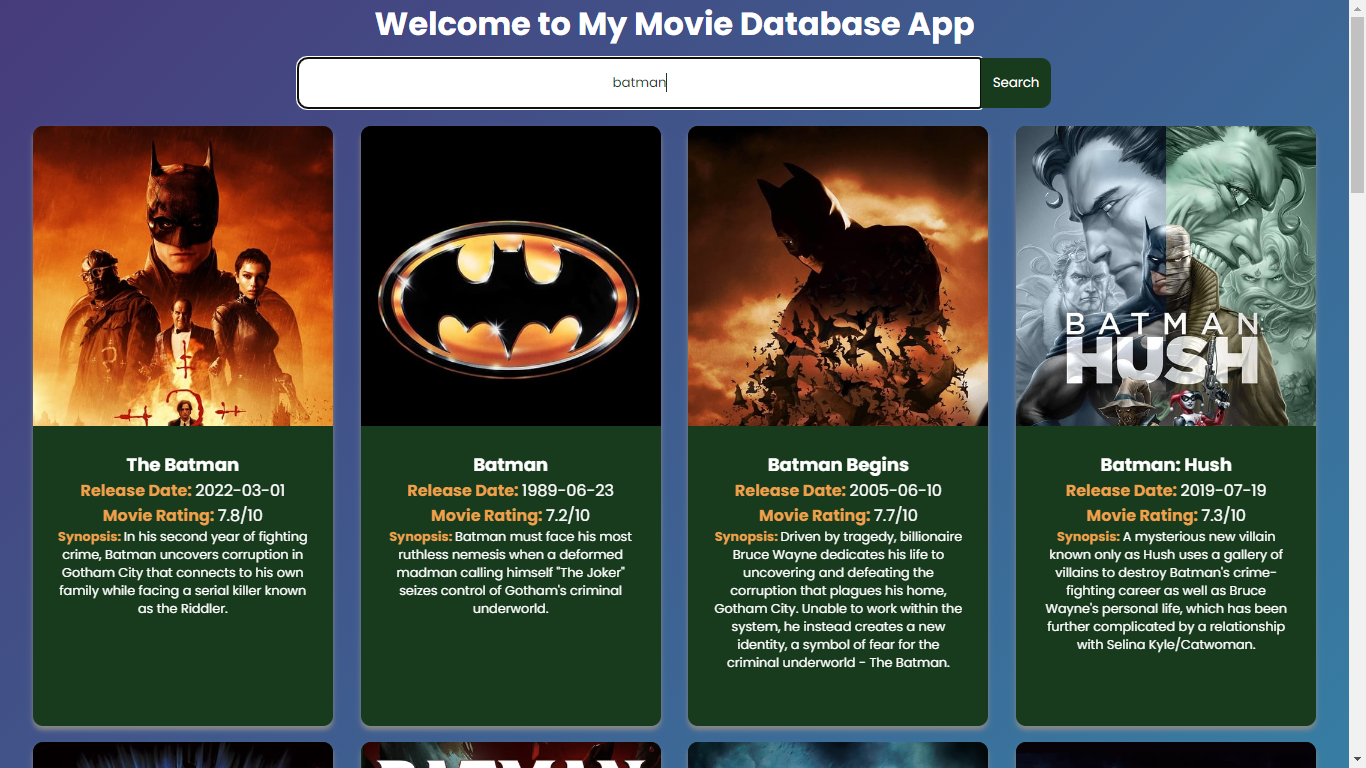 Welcome to My Movie Database App
batman
Search
BATMAN
HUSH
The Batman
Release Date: 2022-03-01
Movie Rating: 7.8/10
Synopsis: In his second year of fighting
crime, Batman uncovers corruption in
Gotham City that connects to his own
family while facing a serial killer known
as the Riddler.
Batman
Release Date: 1989-06-23
Movie Rating: 7.2/10
Synopsis: Batman must face his most
ruthless nemesis when a deformed
madman calling himself "The Joker"
seizes control of Gotham's criminal
underworld.
Batman Begins
Release Date: 2005-06-10
Movie Rating: 7.7/10
Synopsis: Driven by tragedy, billionaire
Bruce Wayne dedicates his life to
uncovering and defeating the
corruption that plagues his home,
Gotham City. Unable to work within the
system, he instead creates a new
identity, a symbol of fear for the
criminal underworld - The Batman.
Batman: Hush
Release Date: 2019-07-19
Movie Rating: 7.3/10
Synopsis: A mysterious new villain
known only as Hush uses a gallery of
villains to destroy Batman's crime-
fighting career as well as Bruce
Wayne's personal life, which has been
further complicated by a relationship
with Selina Kyle/Catwoman.
BATMAN